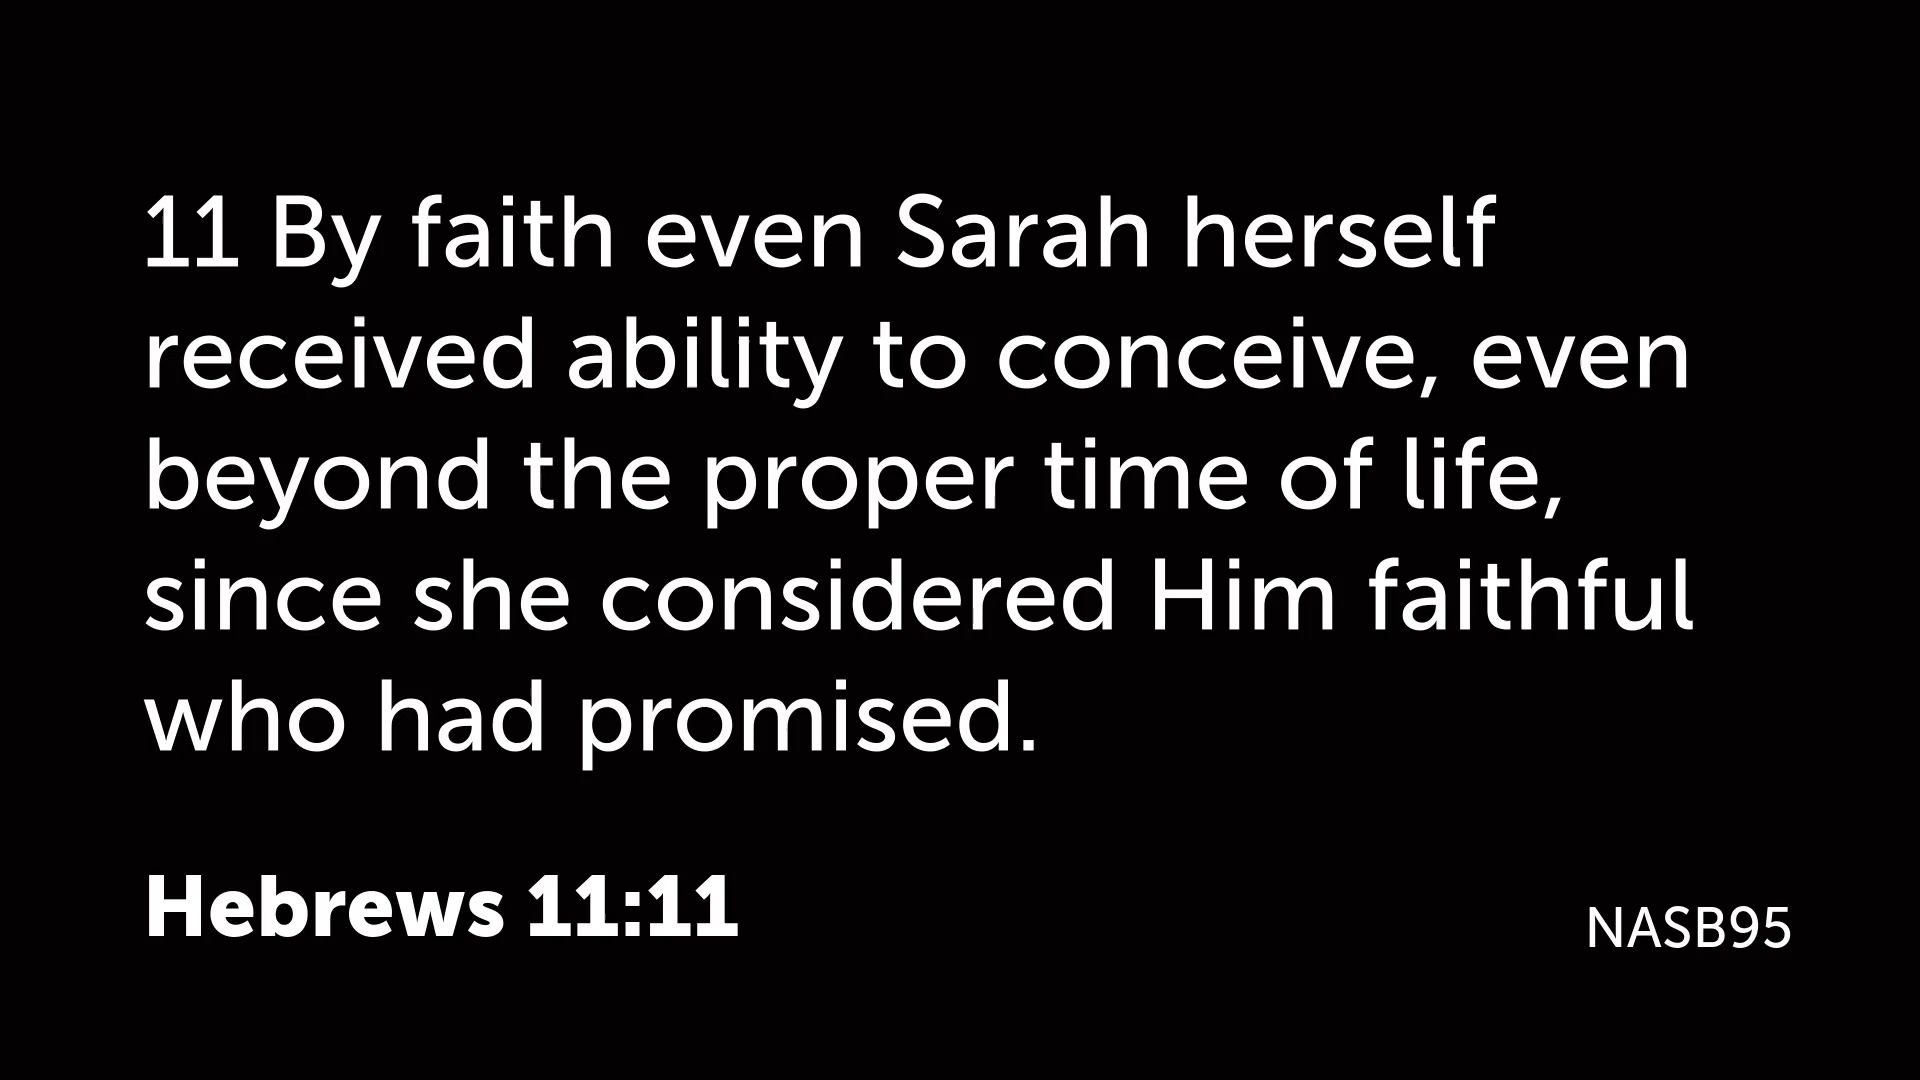 11 By faith even Sarah herself
received ability to conceive, even
beyond the proper time of life,
since she considered Him faithful
who had promised.
Hebrews 11:11
NASB95